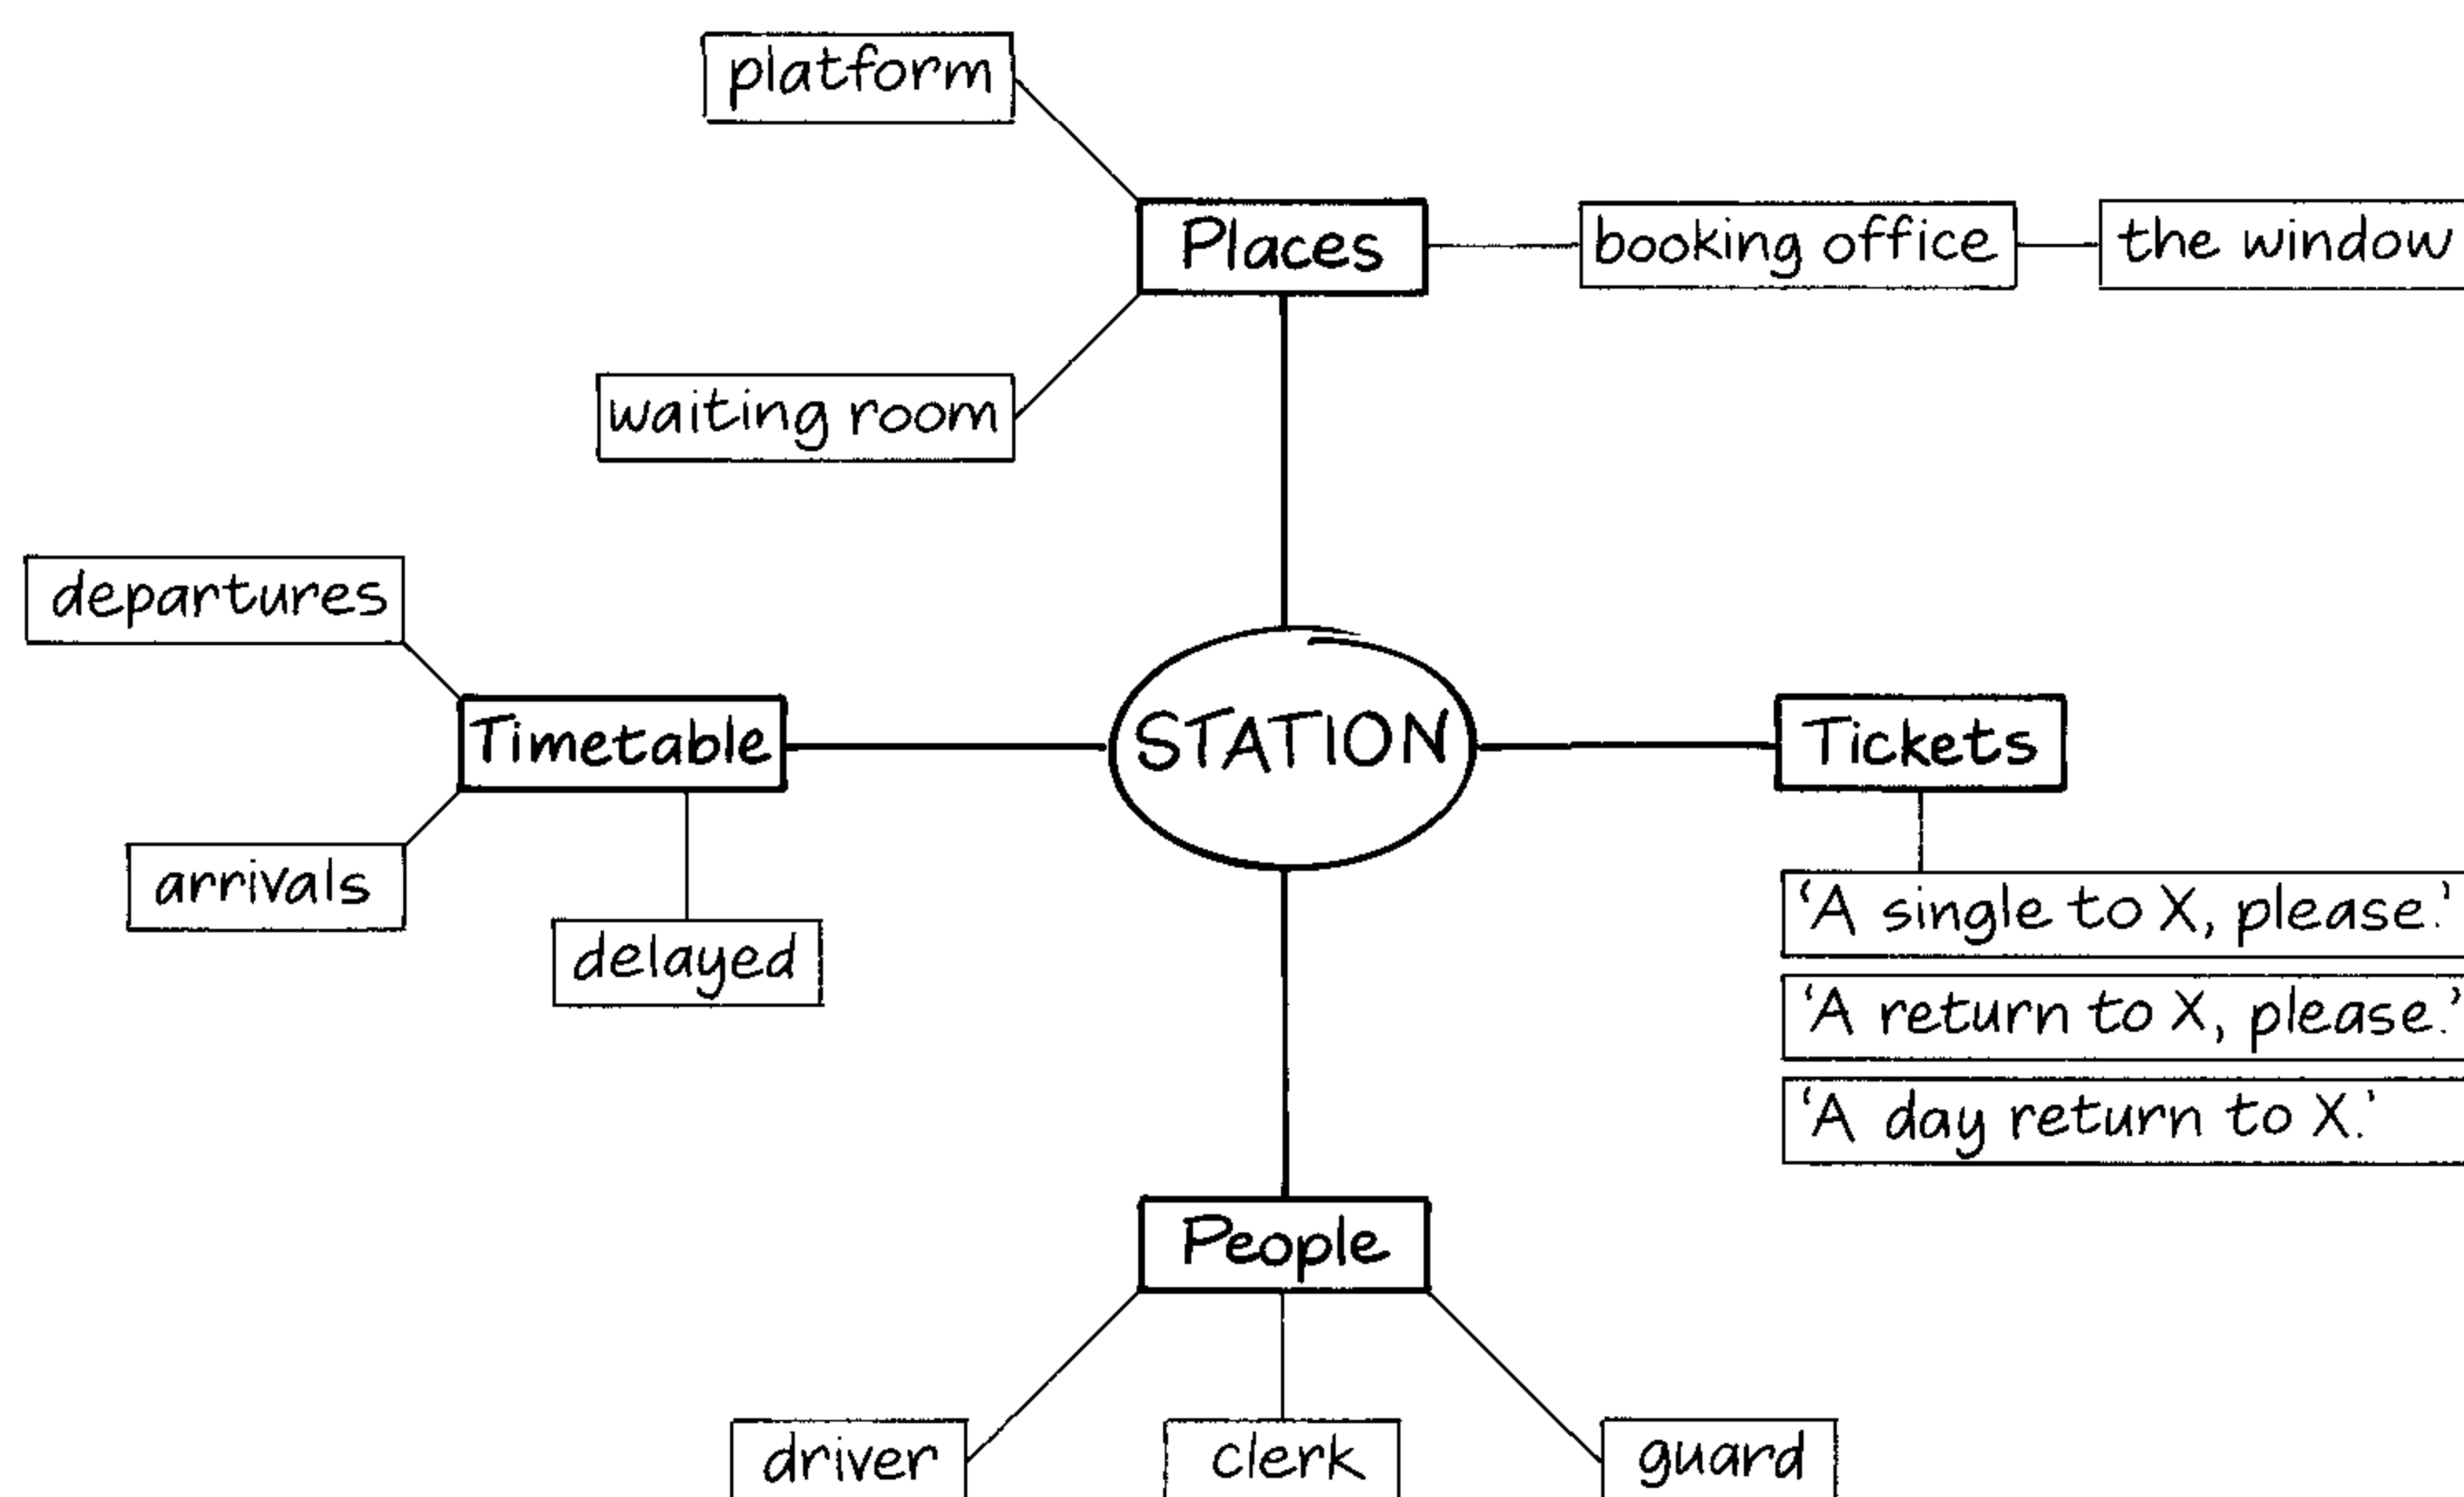 platform
Places
booking office
the window
waiting room
departures
Timetable
STATION
Tickets
arrivals
delayed
‘A single to X, please.’
‘A return to X, please.’
‘A day return to X.’
People
driver
clerk
guard